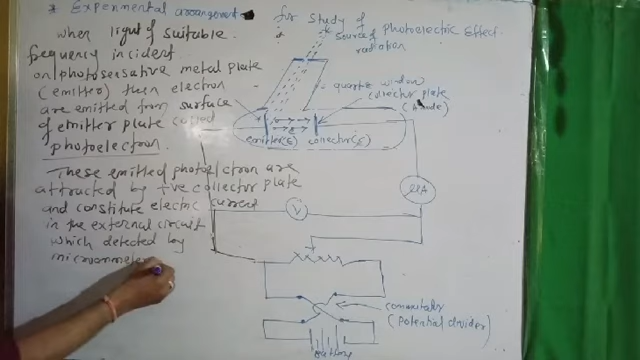 * Experimental arrangement for study of Photoelectric Effect
When light of suitable
frequency incident
on photosensative metal plate
(emitter) then electron
are emitted from surface
of emitter plate called
photoelectron.
These emitted photoelctron are
attracted by +ve collector plate
and constitute electric current
in the external circuit
which detected by
source of
radiation
quartz window
collector plate
emitter(E) collector(E)
μA
V
commutator
(Potential divider)
battery